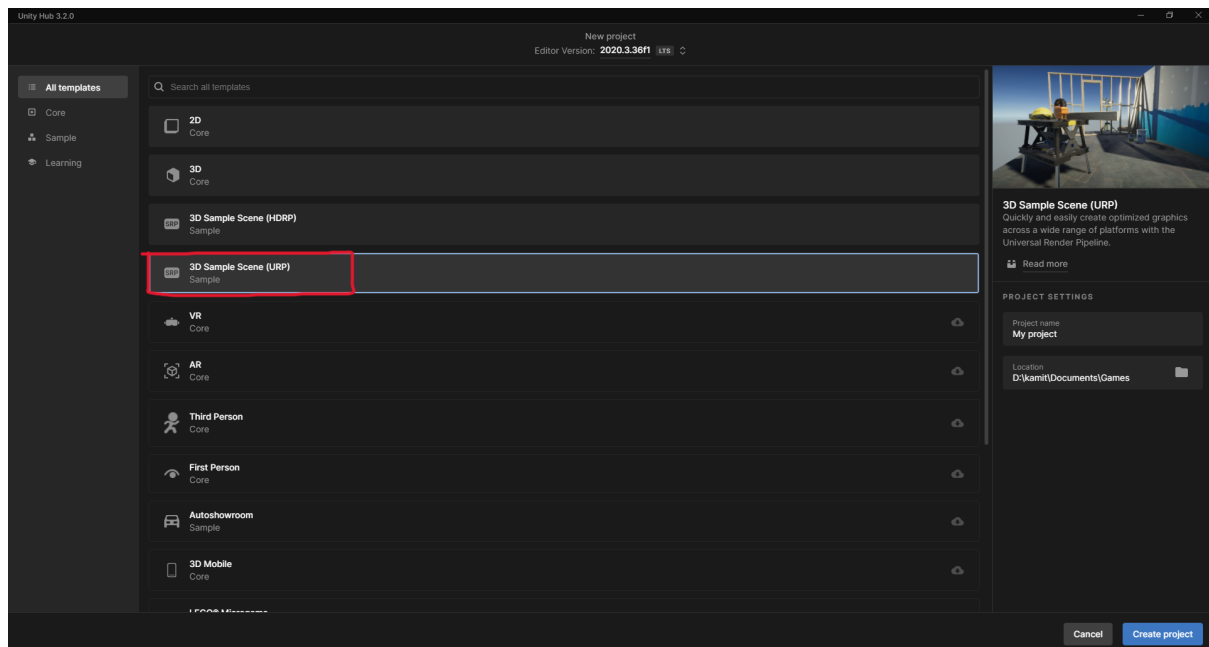 Unity Hub 3.2.0
New project
Editor Version: 2020.3.36f1 LTS
All templates
Core
Sample
Learning
Search all templates
2D
Core
3D
Core
SRP
3D Sample Scene (HDRP)
Sample
SRP
3D Sample Scene (URP)
Sample
VR
Core
AR
Core
Third Person
Core
First Person
Core
Autoshowroom
Sample
3D Mobile
Core
3D Sample Scene (URP)
Quickly and easily create optimized graphics
across a wide range of platforms with the
Universal Render Pipeline.
Read more
PROJECT SETTINGS
Project name
My project
Location
D:\kamit\Documents\Games
Cancel
Create project